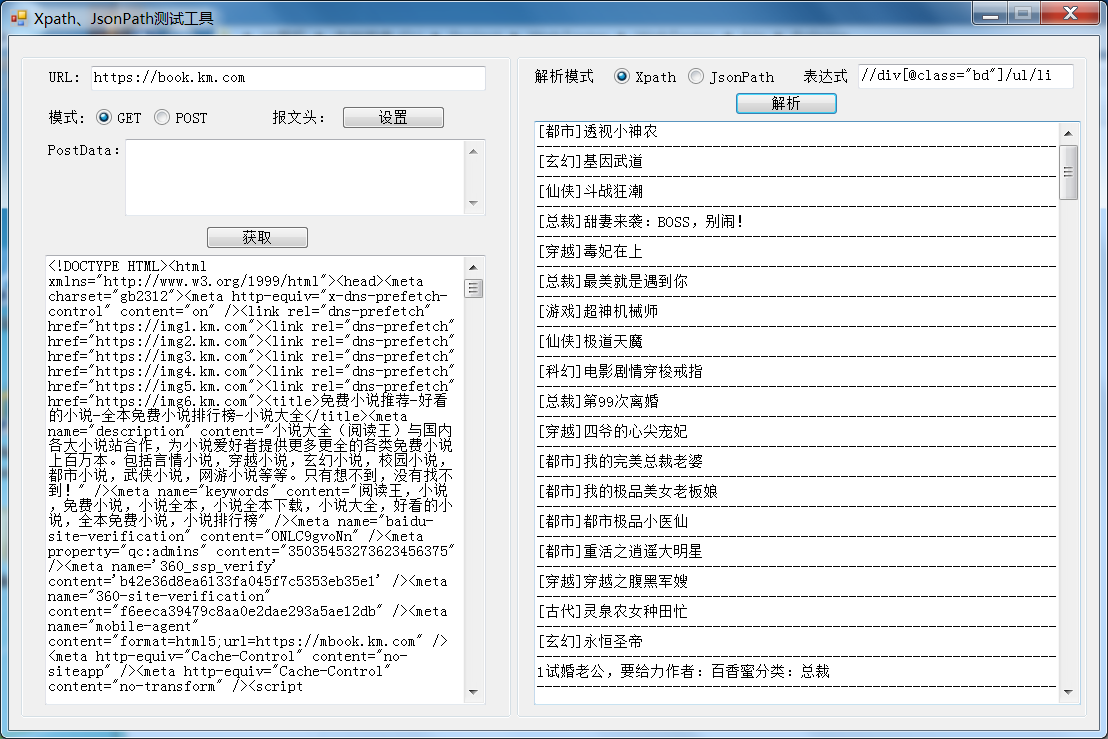 Xpath、JsonPath测试工具
URL: https://book.km.com
模式: GET POST 报文头: 设置
PostData:
获取
<!DOCTYPE HTML><html
xmlns="http://www.w3.org/1999/html"><head><meta
charset="gb2312"><meta http-equiv="x-dns-prefetch-
control" content="on" /><link rel="dns-prefetch"
href="https://img1.km.com"><link rel="dns-prefetch"
href="https://img2.km.com"><link rel="dns-prefetch"
href="https://img3.km.com"><link rel="dns-prefetch"
href="https://img4.km.com"><link rel="dns-prefetch"
href="https://img5.km.com"><link rel="dns-prefetch"
href="https://img6.km.com"><title>免费小说推荐-好看
的小说-全本免费小说排行榜-小说大全</title><meta
name="description" content="小说大全（阅读王）与国内
各大小说站合作，为小说爱好者提供更多更全的各类免费小说
上百万本。包括言情小说，穿越小说，玄幻小说，校园小说，
都市小说，武侠小说，网游小说等等。只有想不到，没有找不
到！" /><meta name="keywords" content="阅读王，小说
，免费小说，小说全本，小说全本下载，小说大全，好看的小
说，全本免费小说，小说排行榜" /><meta name="baidu-
site-verification" content="ONLC9gvoNn" /><meta
property="qc:admins" content="35035453273623456375"
/><meta name='360_ssp_verify'
content='b42e36d8ea6133fa045f7c5353eb35e1' /><meta
name="360-site-verification"
content="f6eeca39479c8aa0e2dae293a5ae12db" /><meta
name="mobile-agent"
content="format=html5;url=https://mbook.km.com" />
<meta http-equiv="Cache-Control" content="no-
siteapp" /><meta http-equiv="Cache-Control"
content="no-transform" /><script
解析模式 Xpath JsonPath 表达式 //div[@class="bd"]/ul/li
解析
[都市]透视小神农
[玄幻]基因武道
[仙侠]斗战狂潮
[总裁]甜妻来袭：BOSS，别闹！
[穿越]毒妃在上
[总裁]最美就是遇到你
[游戏]超神机械师
[仙侠]极道天魔
[科幻]电影剧情穿梭戒指
[总裁]第99次离婚
[穿越]四爷的心尖宠妃
[都市]我的完美总裁老婆
[都市]我的极品美女老板娘
[都市]都市极品小医仙
[都市]重活之逍遥大明星
[穿越]穿越之腹黑军嫂
[古代]灵泉农女种田忙
[玄幻]永恒圣帝
1试婚老公，要给力作者：百香蜜分类：总裁